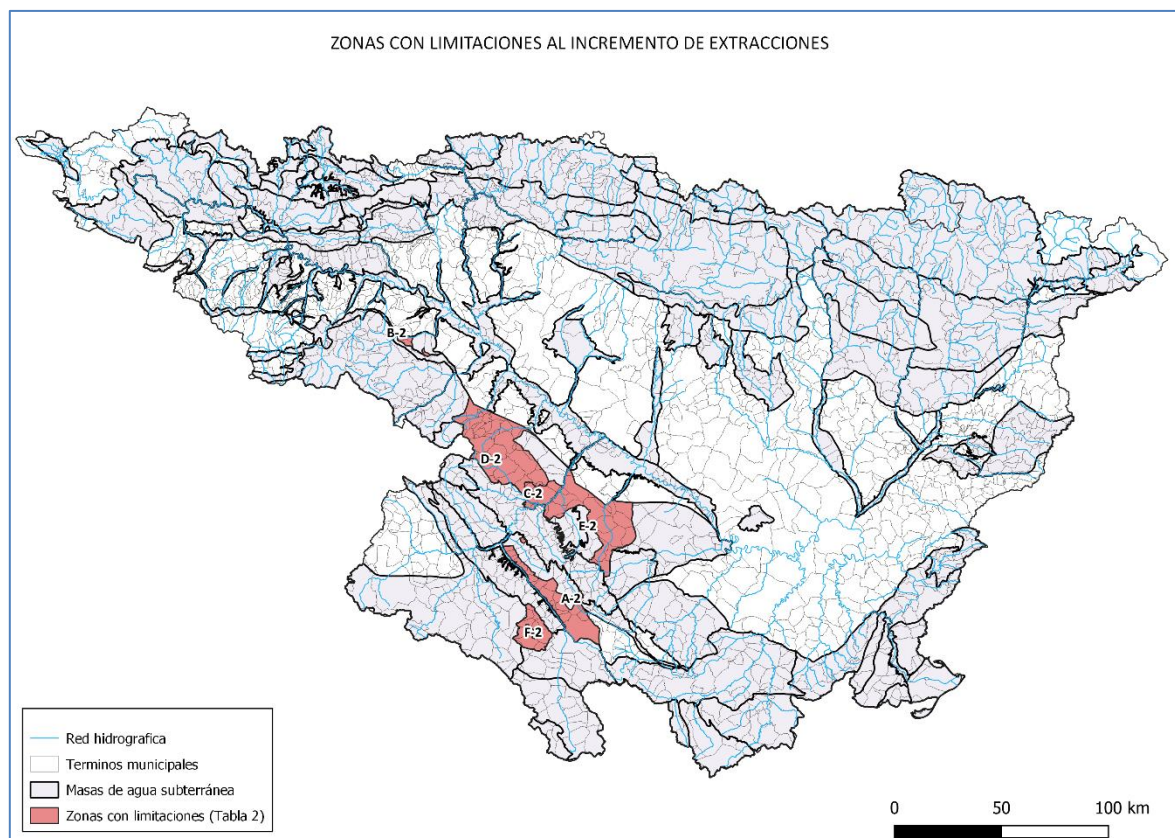 ZONAS CON LIMITACIONES AL INCREMENTO DE EXTRACCIONES
B-2
D-2
C-2
E-2
A-2
F-2
Red hidrografica
Terminos municipales
Masas de agua subterránea
Zonas con limitaciones (Tabla 2)
0 50 100 km